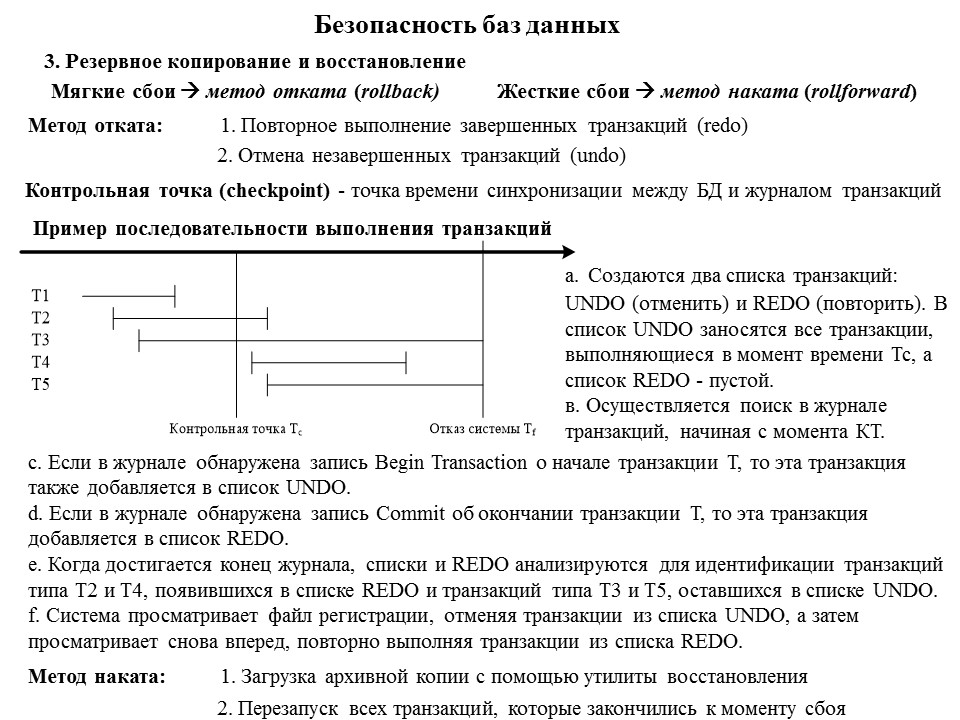 Безопасность баз данных
3. Резервное копирование и восстановление
Мягкие сбои → метод отката (rollback) Жесткие сбои → метод наката (rollforward)
Метод отката: 1. Повторное выполнение завершенных транзакций (redo)
2. Отмена незавершенных транзакций (undo)
Контрольная точка (checkpoint) - точка времени синхронизации между БД и журналом транзакций
Пример последовательности выполнения транзакций
T1
T2
T3
T4
T5
Контрольная точка Tc Отказ системы Tf
a. Создаются два списка транзакций:
UNDO (отменить) и REDO (повторить). В
список UNDO заносятся все транзакции,
выполняющиеся в момент времени Tc, а
список REDO - пустой.
в. Осуществляется поиск в журнале
транзакций, начиная с момента КТ.
c. Если в журнале обнаружена запись Begin Transaction о начале транзакции T, то эта транзакция
также добавляется в список UNDO.
d. Если в журнале обнаружена запись Commit об окончании транзакции T, то эта транзакция
добавляется в список REDO.
e. Когда достигается конец журнала, списки и REDO анализируются для идентификации транзакций
типа T2 и T4, появившихся в списке REDO и транзакций типа T3 и T5, оставшихся в списке UNDO.
f. Система просматривает файл регистрации, отменяя транзакции из списка UNDO, а затем
просматривает снова вперед, повторно выполняя транзакции из списка REDO.
Метод наката: 1. Загрузка архивной копии с помощью утилиты восстановления
2. Перезапуск всех транзакций, которые закончились к моменту сбоя